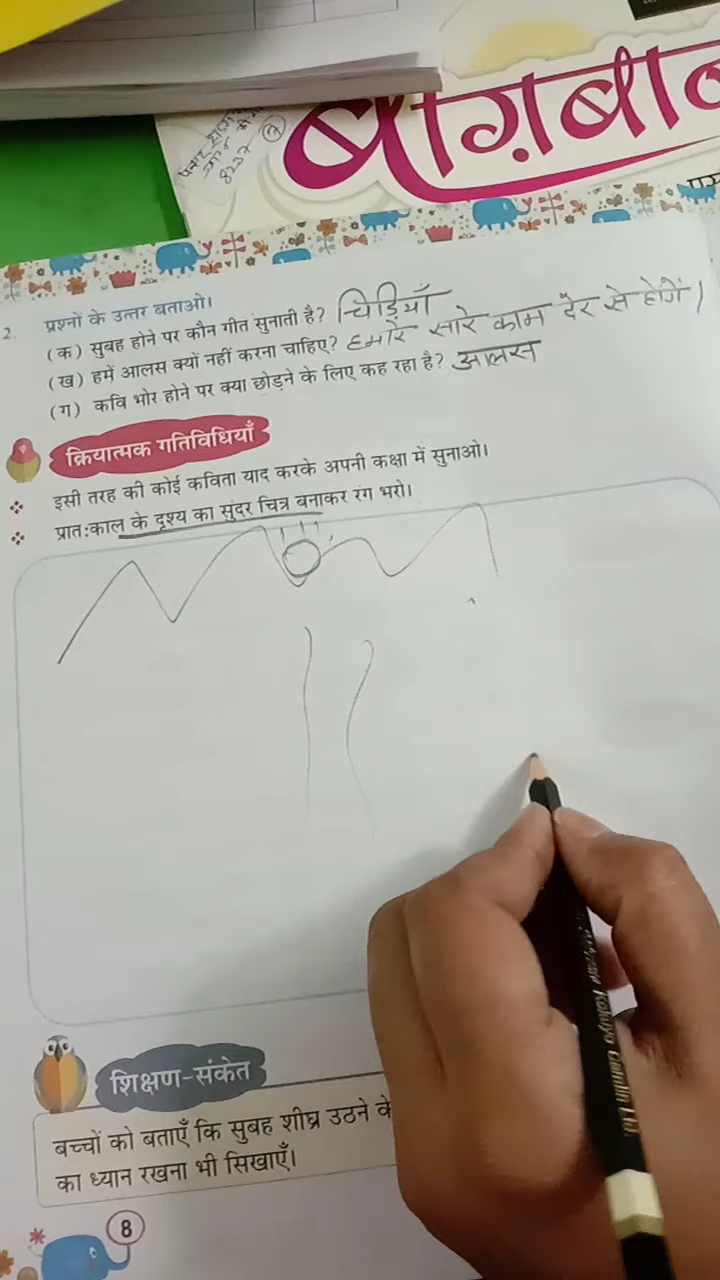 बाग़बान
8237
2. प्रश्नों के उत्तर बताओ।
(क) सुबह होने पर कौन गीत सुनाती है? चिड़ियाँ
(ख) हमें आलस क्यों नहीं करना चाहिए? हमारे सारे काम देर से होगें।
(ग) कवि भोर होने पर क्या छोड़ने के लिए कह रहा है? आलस
क्रियात्मक गतिविधियाँ
इसी तरह की कोई कविता याद करके अपनी कक्षा में सुनाओ।
प्रात:काल के दृश्य का सुंदर चित्र बनाकर रंग भरो।
शिक्षण-संकेत
बच्चों को बताएँ कि सुबह शीघ्र उठने के
का ध्यान रखना भी सिखाएँ।
8